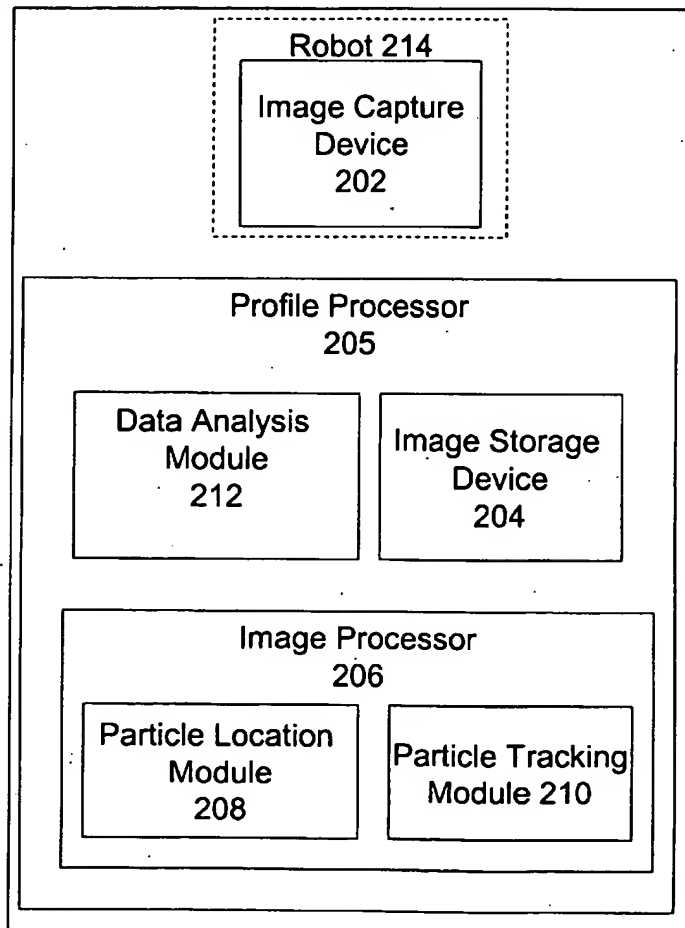 Robot 214
Image Capture
Device
202
Profile Processor
205
Data Analysis
Module
212
Image Storage
Device
204
Image Processor
206
Particle Location
Module
208
Particle Tracking
Module 210